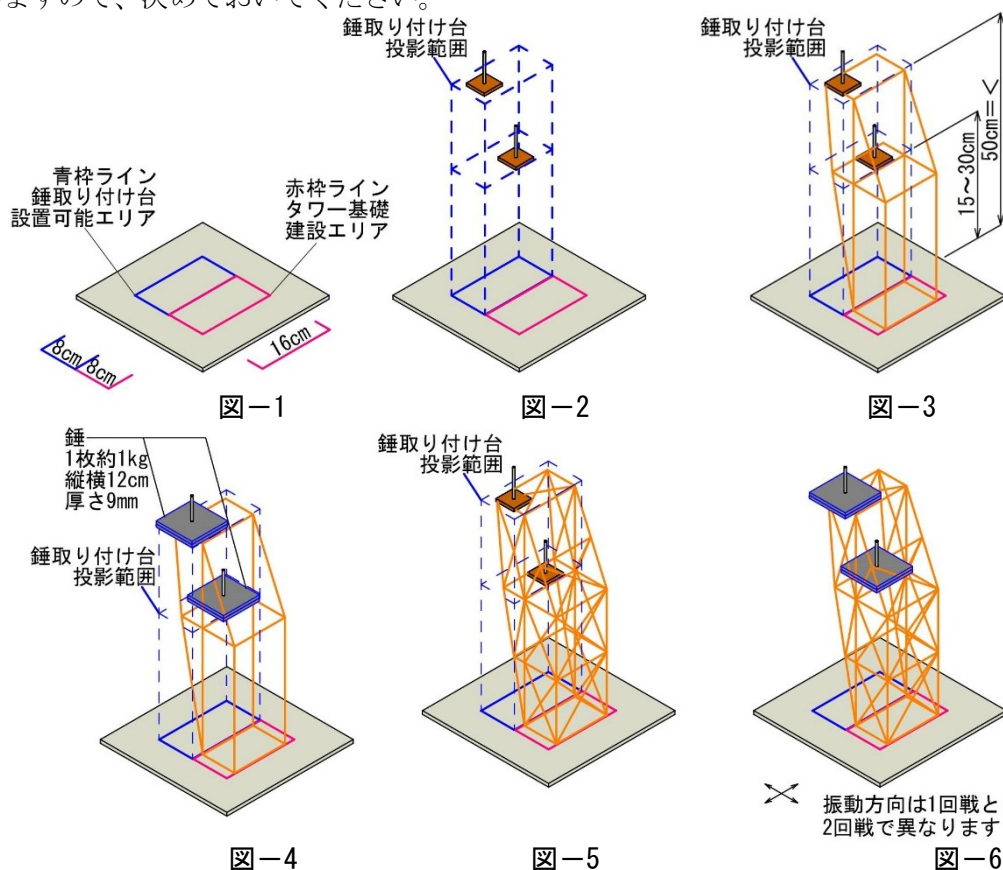 ますので、決めておいてください。
青枠ライン
錘取り付け台
設置可能エリア
赤枠ライン
タワー基礎
建設エリア
8cm
8cm
16cm
図－1
錘取り付け台
投影範囲
図－2
錘取り付け台
投影範囲
15～30cm
50cm=<
図－3
錘
1枚約1kg
縦横12cm
厚さ9mm
錘取り付け台
投影範囲
図－4
錘取り付け台
投影範囲
図－5
振動方向は1回戦と
2回戦で異なります
図－6